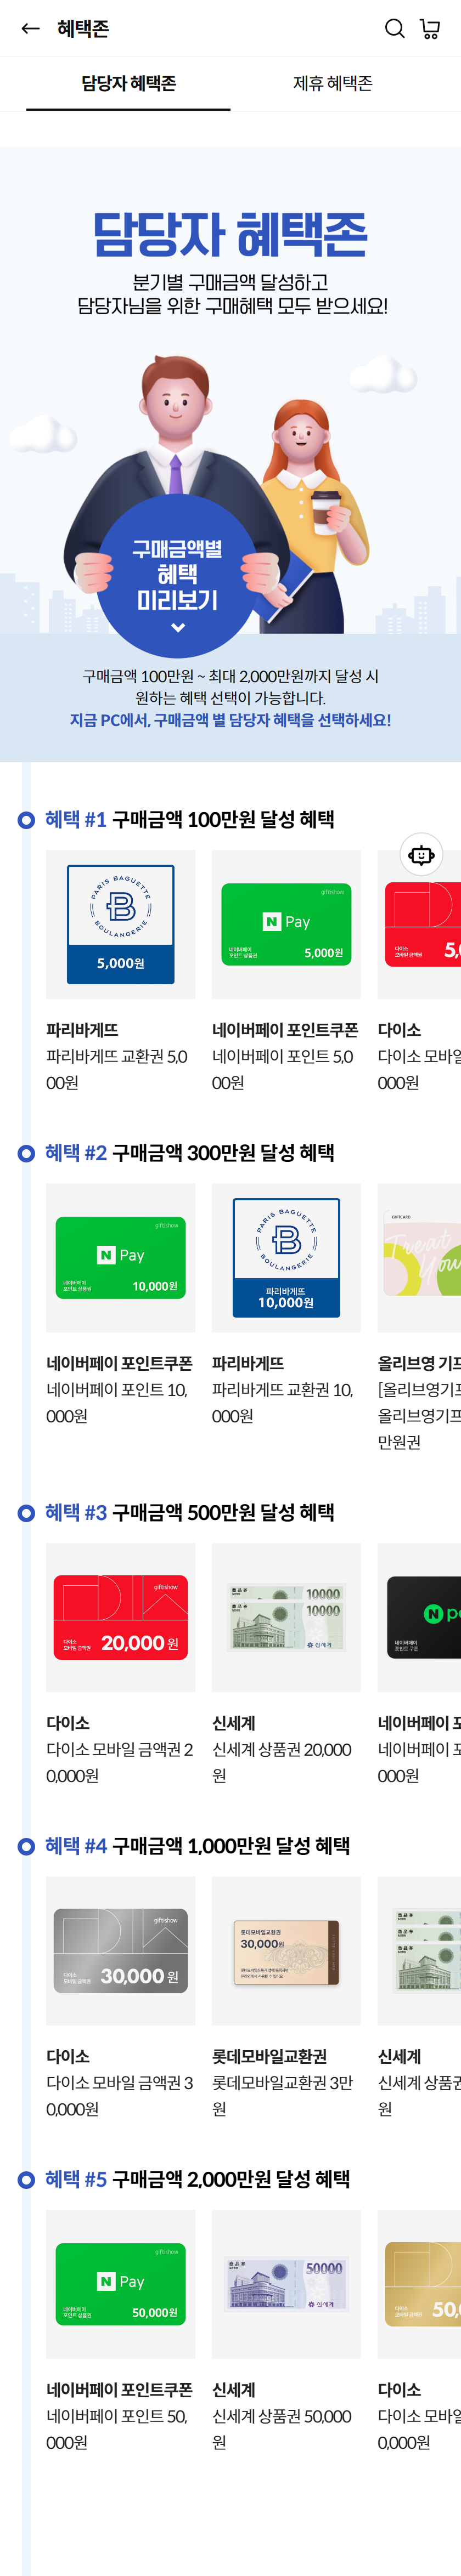 혜택존
담당자 혜택존
제휴 혜택존
담당자 혜택존
분기별 구매금액 달성하고
담당자님을 위한 구매혜택 모두 받으세요!
구매금액별
혜택
미리보기
구매금액 100만원 ~ 최대 2,000만원까지 달성 시
원하는 혜택 선택이 가능합니다.
지금 PC에서, 구매금액 별 담당자 혜택을 선택하세요!
혜택 #1 구매금액 100만원 달성 혜택
PARIS BAGUETTE
B
BOULANGERIE
5,000원
giftishow
N Pay
네이버페이
포인트 상품권
5,000원
다이소
모바일 금액권
5,0
파리바게뜨
파리바게뜨 교환권 5,0
00원
네이버페이 포인트쿠폰
네이버페이 포인트 5,0
00원
다이소
다이소 모바일
000원
혜택 #2 구매금액 300만원 달성 혜택
giftishow
N Pay
네이버페이
포인트 상품권
10,000원
PARIS BAGUETTE
B
BOULANGERIE
파리바게뜨
10,000원
GIFTCARD
Treat
You
네이버페이 포인트쿠폰
네이버페이 포인트 10,
000원
파리바게뜨
파리바게뜨 교환권 10,
000원
올리브영 기프
[올리브영기프
올리브영기프
만원권
혜택 #3 구매금액 500만원 달성 혜택
giftishow
다이소
모바일 금액권
20,000 원
10000
10000
신세계
N pa
네이버페이
포인트 쿠폰
다이소
다이소 모바일 금액권 2
0,000원
신세계
신세계 상품권 20,000
원
네이버페이 포
네이버페이 포
000원
혜택 #4 구매금액 1,000만원 달성 혜택
giftishow
다이소
모바일 금액권
30,000 원
롯데모바일교환권
30,000원
다이소
다이소 모바일 금액권 3
0,000원
롯데모바일교환권
롯데모바일교환권 3만
원
신세계
신세계 상품권
원
혜택 #5 구매금액 2,000만원 달성 혜택
giftishow
N Pay
네이버페이
포인트 상품권
50,000원
50000
신세계
다이소
모바일 금액권
50,0
네이버페이 포인트쿠폰
네이버페이 포인트 50,
000원
신세계
신세계 상품권 50,000
원
다이소
다이소 모바일
0,000원